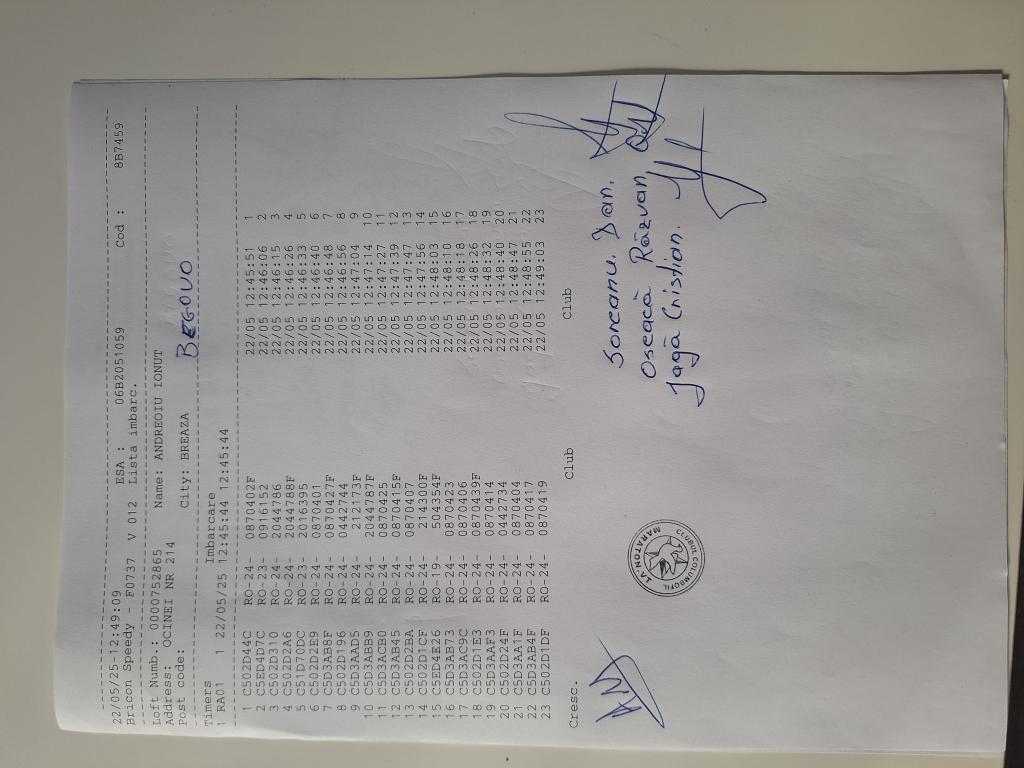 22/05/25-12:49:09 ESA : 06B2051059 Cod : 8B7459
Bricon Speedy - F0737 V 012 Lista imbarc.
Loft Numb.: 0000752865 Name: ANDREOIU IONUT
Address: OCINEI NR 214
Post code: City: BREAZA BEGOVO
Timers Imbarcare
1 RA01 1 22/05/25 12:45:44 12:45:44
1 C502D44C RO-24- 0870402F 22/05 12:45:51 1
2 C5ED4D7C RO-23- 0916152 22/05 12:46:06 2
3 C502D310 RO-24- 2044786 22/05 12:46:15 3
4 C502D2A6 RO-24- 2044788F 22/05 12:46:26 4
5 C51D70DC RO-23- 2016395 22/05 12:46:33 5
6 C502D2E9 RO-24- 0870401 22/05 12:46:40 6
7 C5D3AB8F RO-24- 0870427F 22/05 12:46:48 7
8 C502D196 RO-24- 0442744 22/05 12:46:56 8
9 C5D3AAD5 RO-24- 212173F 22/05 12:47:04 9
10 C5D3ABB9 RO-24- 2044787F 22/05 12:47:14 10
11 C5D3ACB0 RO-24- 0870425 22/05 12:47:27 11
12 C5D3AB45 RO-24- 0870415F 22/05 12:47:39 12
13 C502D2BA RO-24- 0870407 22/05 12:47:47 13
14 C502D1CF RO-24- 214300F 22/05 12:47:56 14
15 C5ED4E26 RO-19- 504354F 22/05 12:48:03 15
16 C5D3AB73 RO-24- 0870423 22/05 12:48:10 16
17 C5D3AC9C RO-24- 0870406 22/05 12:48:18 17
18 C502D1E3 RO-24- 0870439F 22/05 12:48:26 18
19 C5D3AAF3 RO-24- 0870414 22/05 12:48:32 19
20 C502D24F RO-24- 0442734 22/05 12:48:40 20
21 C5D3AA1F RO-24- 0870404 22/05 12:48:47 21
22 C5D3AB4F RO-24- 0870417 22/05 12:48:55 22
23 C502D1DF RO-24- 0870419 22/05 12:49:03 23
Cresc. Club Club
Soreanu. Dan.
Oseacă Răzvan
Jagă Cristian.
CLUBUL COLUMBOFIL
MARATON